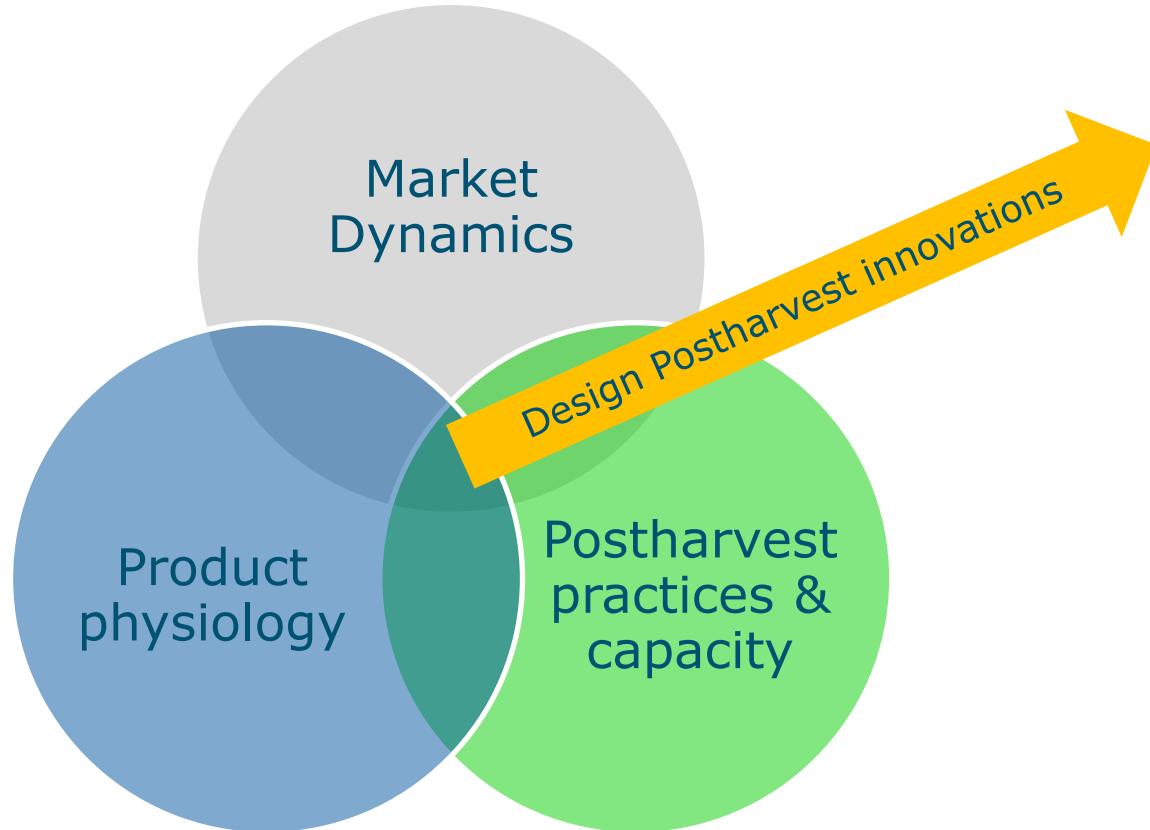 Market
Dynamics
Design Postharvest innovations
Product
physiology
Postharvest
practices &
capacity